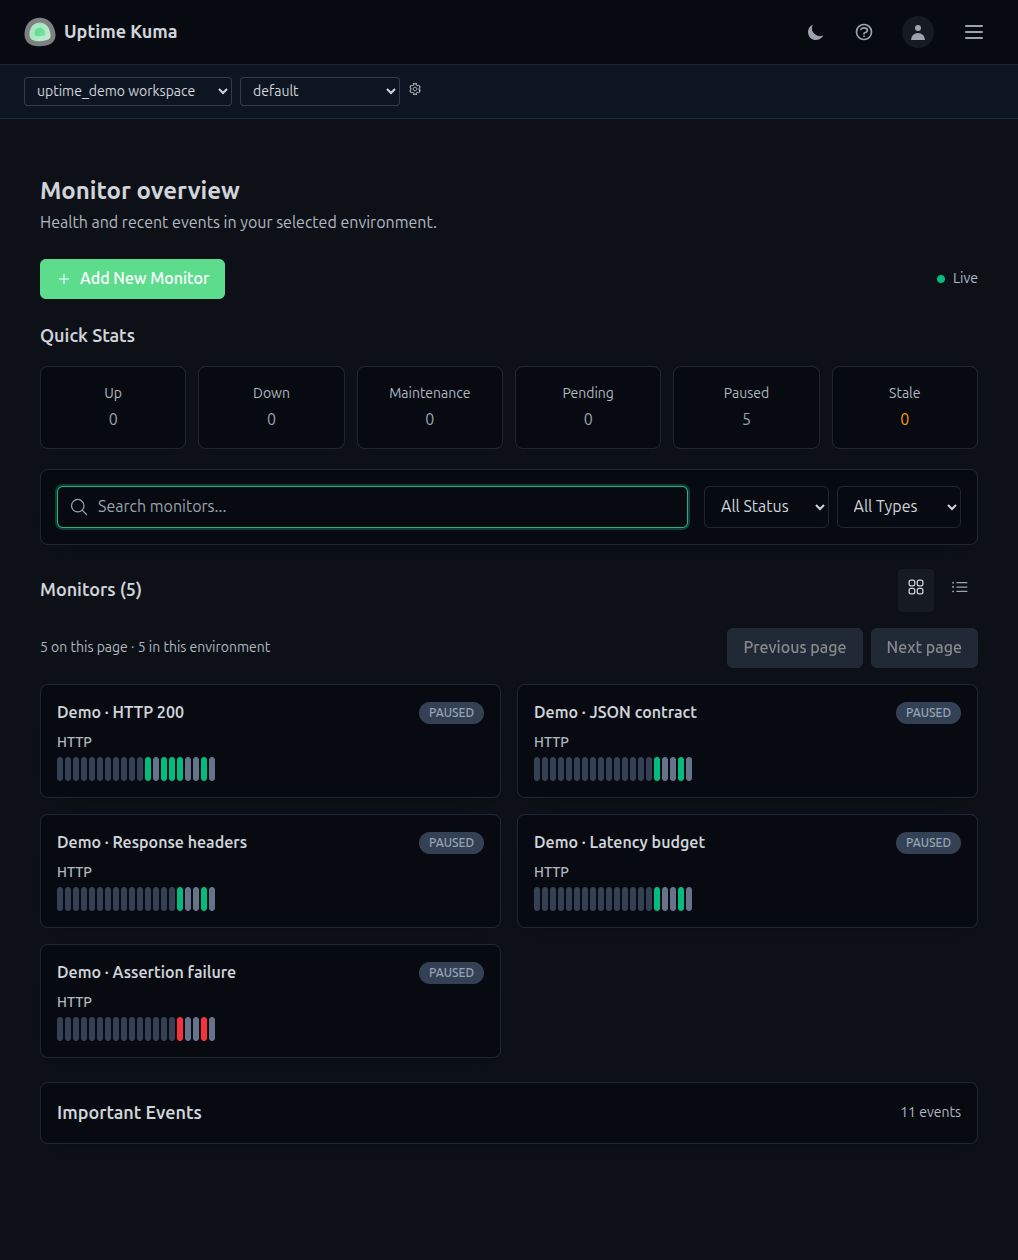 Uptime Kuma
uptime_demo workspace
default
Monitor overview
Health and recent events in your selected environment.
+ Add New Monitor
Live
Quick Stats
Up
0
Down
0
Maintenance
0
Pending
0
Paused
5
Stale
0
Search monitors...
All Status
All Types
Monitors (5)
5 on this page · 5 in this environment
Previous page
Next page
Demo · HTTP 200
PAUSED
HTTP
Demo · JSON contract
PAUSED
HTTP
Demo · Response headers
PAUSED
HTTP
Demo · Latency budget
PAUSED
HTTP
Demo · Assertion failure
PAUSED
HTTP
Important Events
11 events